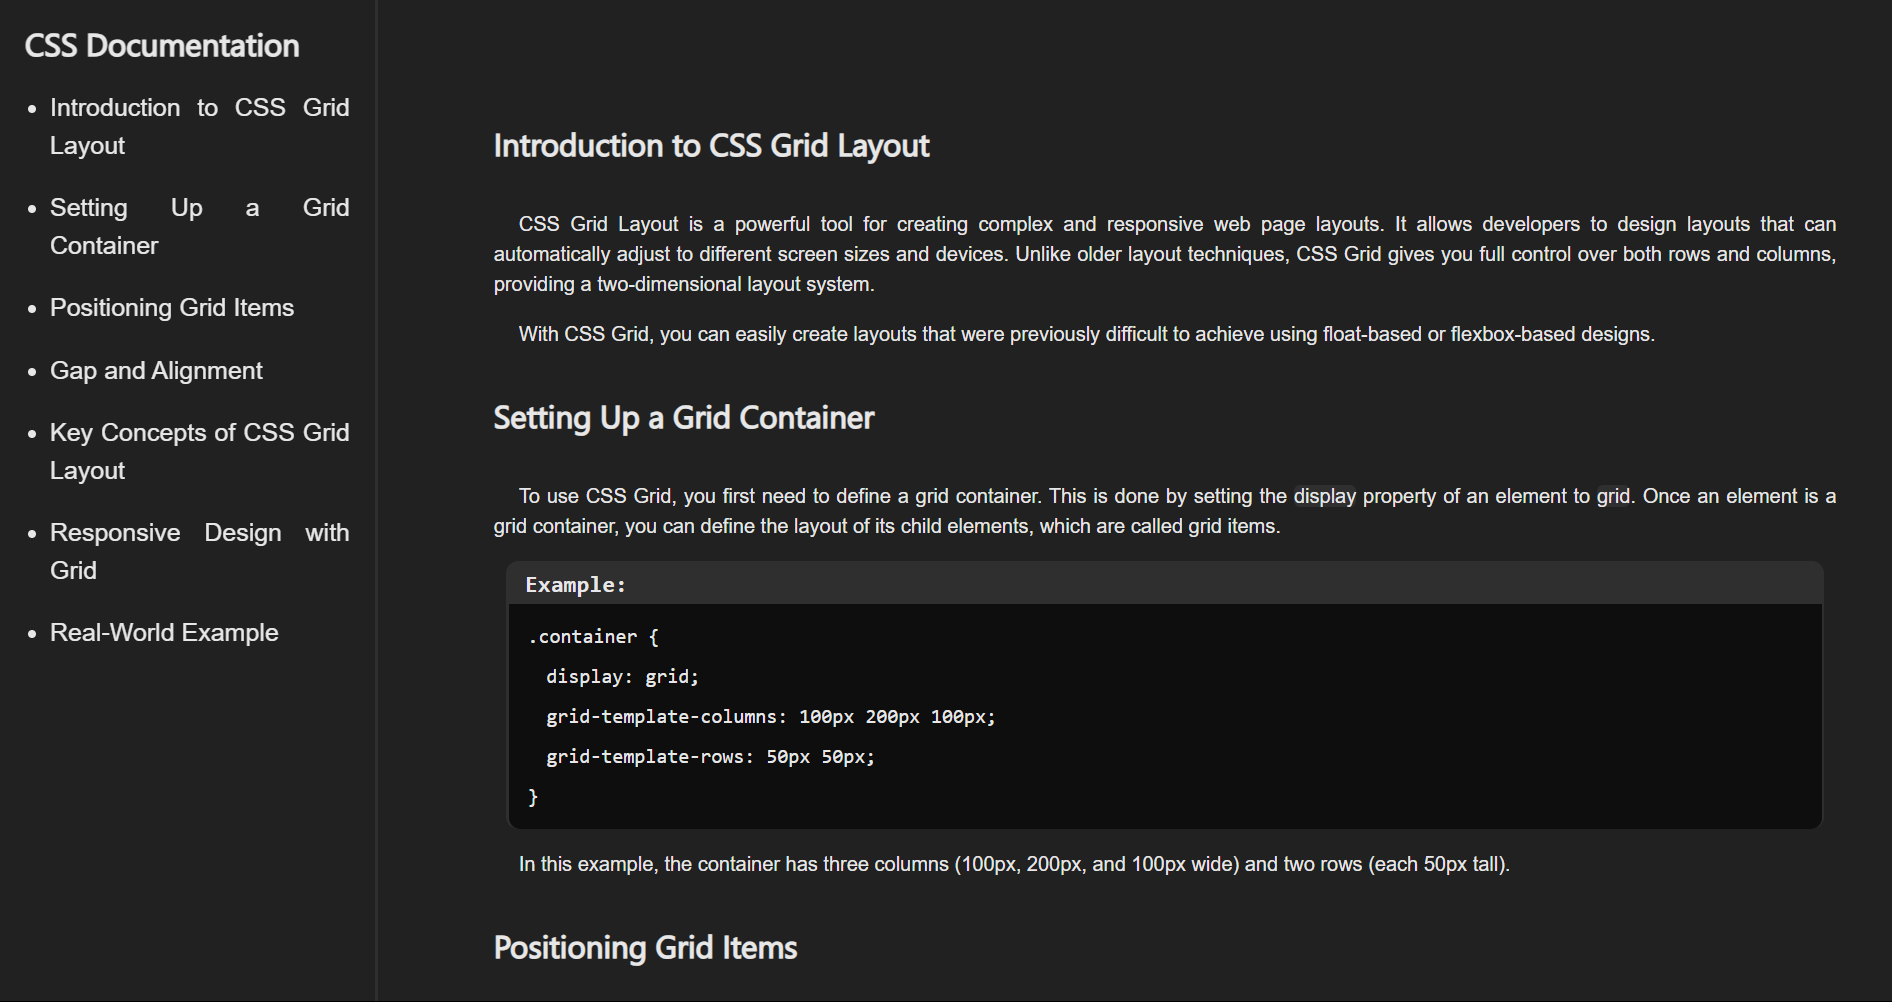 CSS Documentation
Introduction to CSS Grid
Layout
Setting Up a Grid
Container
Positioning Grid Items
Gap and Alignment
Key Concepts of CSS Grid
Layout
Responsive Design with
Grid
Real-World Example
Introduction to CSS Grid Layout
CSS Grid Layout is a powerful tool for creating complex and responsive web page layouts. It allows developers to design layouts that can
automatically adjust to different screen sizes and devices. Unlike older layout techniques, CSS Grid gives you full control over both rows and columns,
providing a two-dimensional layout system.
With CSS Grid, you can easily create layouts that were previously difficult to achieve using float-based or flexbox-based designs.
Setting Up a Grid Container
To use CSS Grid, you first need to define a grid container. This is done by setting the display property of an element to grid. Once an element is a
grid container, you can define the layout of its child elements, which are called grid items.
Example:
.container {
display: grid;
grid-template-columns: 100px 200px 100px;
grid-template-rows: 50px 50px;
}
In this example, the container has three columns (100px, 200px, and 100px wide) and two rows (each 50px tall).
Positioning Grid Items